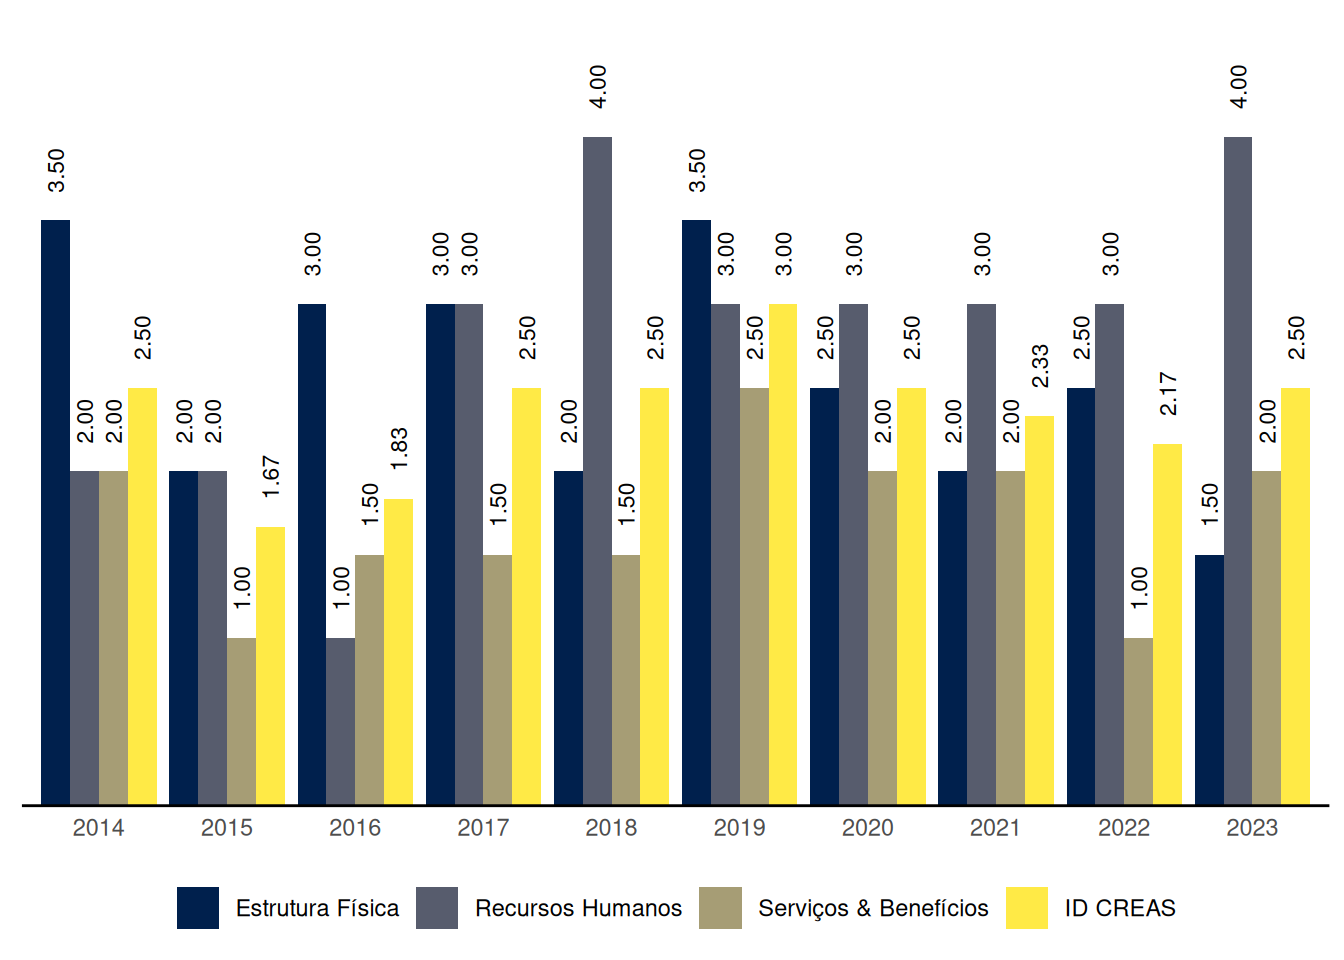 4.00 4.00
3.50 3.50
3.00 3.00 3.00 3.00 3.00 3.00 3.00 3.00
2.50 2.50 2.50 2.50 2.50 2.50 2.50 2.50
2.33
2.17
2.00 2.00 2.00 2.00 2.00 2.00 2.00 2.00 2.00
1.83
1.67
1.50 1.50 1.50 1.50
1.00 1.00 1.00
2014 2015 2016 2017 2018 2019 2020 2021 2022 2023
Estrutura Física Recursos Humanos Serviços & Benefícios ID CREAS